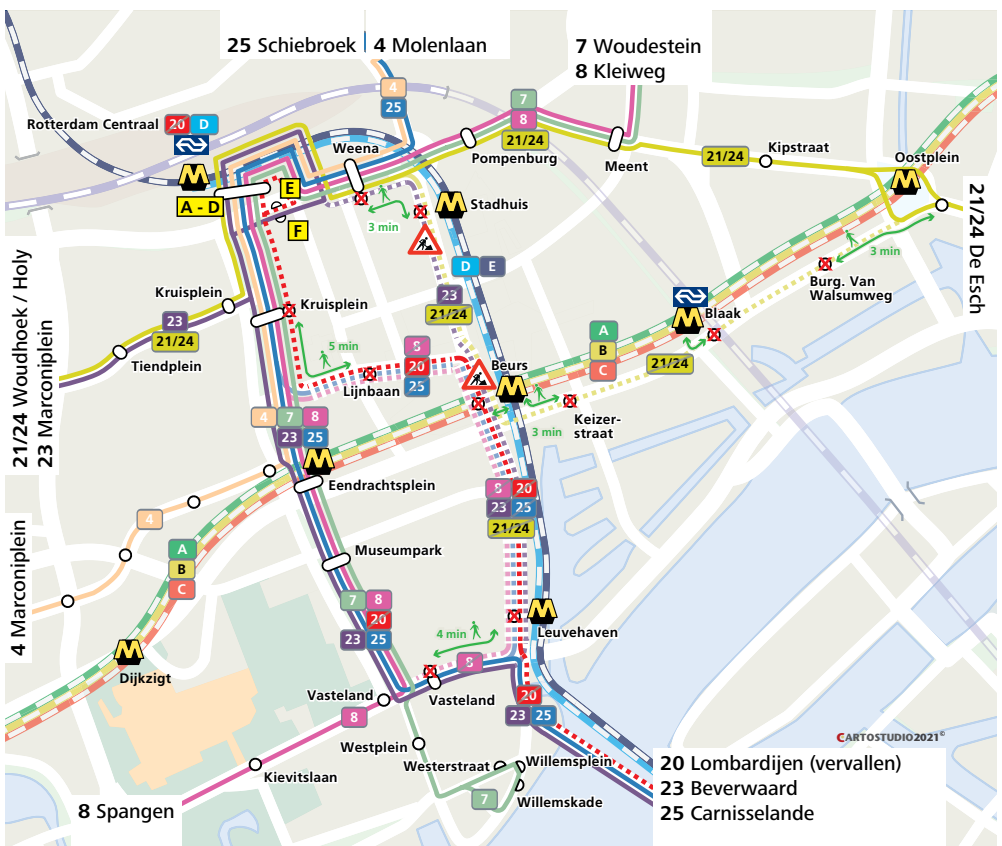 25 Schiebroek
4 Molenlaan
7 Woudestein
8 Kleiweg
4
25
7
8
21/24
Rotterdam Centraal 20 D
Weena
Pompenburg
Meent
21/24
Kipstraat
Oostplein
E
A - D
F
3 min
Stadhuis
21/24 De Esch
D E
3 min
Burg. Van
Walsumweg
21/24 Woudhoek / Holy
23 Marconiplein
Kruisplein
Kruisplein
23
21/24
23
21/24
Blaak
Tiendplein
5 min
8
20
25
Lijnbaan
Beurs
A
B
C
21/24
4 7 8
23 25
3 min
Keizer-
straat
Eendrachtsplein
8 20
23 25
21/24
4
4 Marconiplein
A
B
C
Museumpark
7 8
20
23 25
4 min
Leuvehaven
8
Dijkzigt
Vasteland
Vasteland
20
23 25
8
Westplein
CARTOSTUDIO2021©
Kievitslaan
Westerstraat
Willemsplein
7
Willemskade
8 Spangen
20 Lombardijen (vervallen)
23 Beverwaard
25 Carnisselande